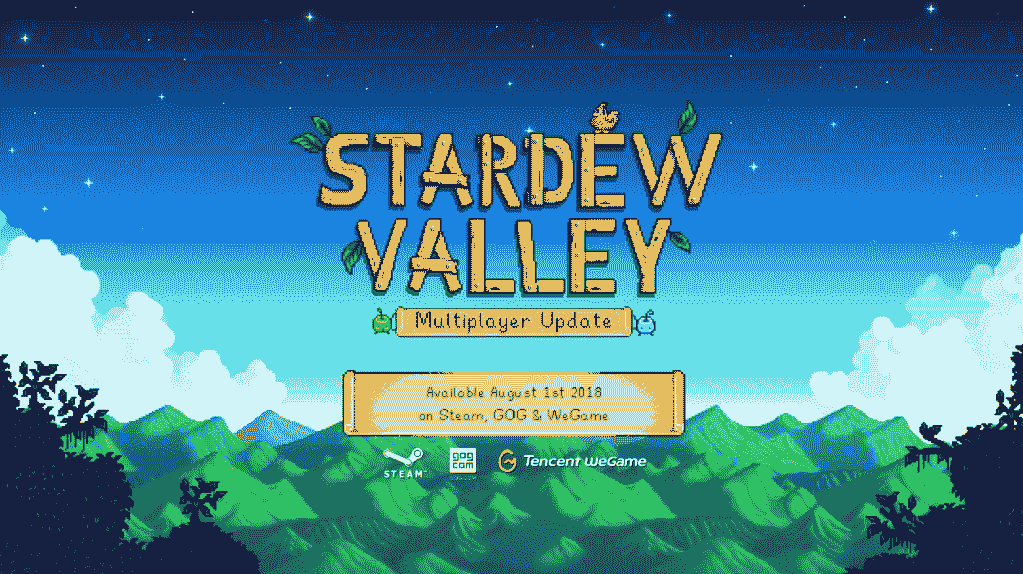 STARDEW
VALLEY
Multiplayer Update
Available August 1st 2018
on Steam, GOG & WeGame
STEAM
gog
com
Tencent WeGame